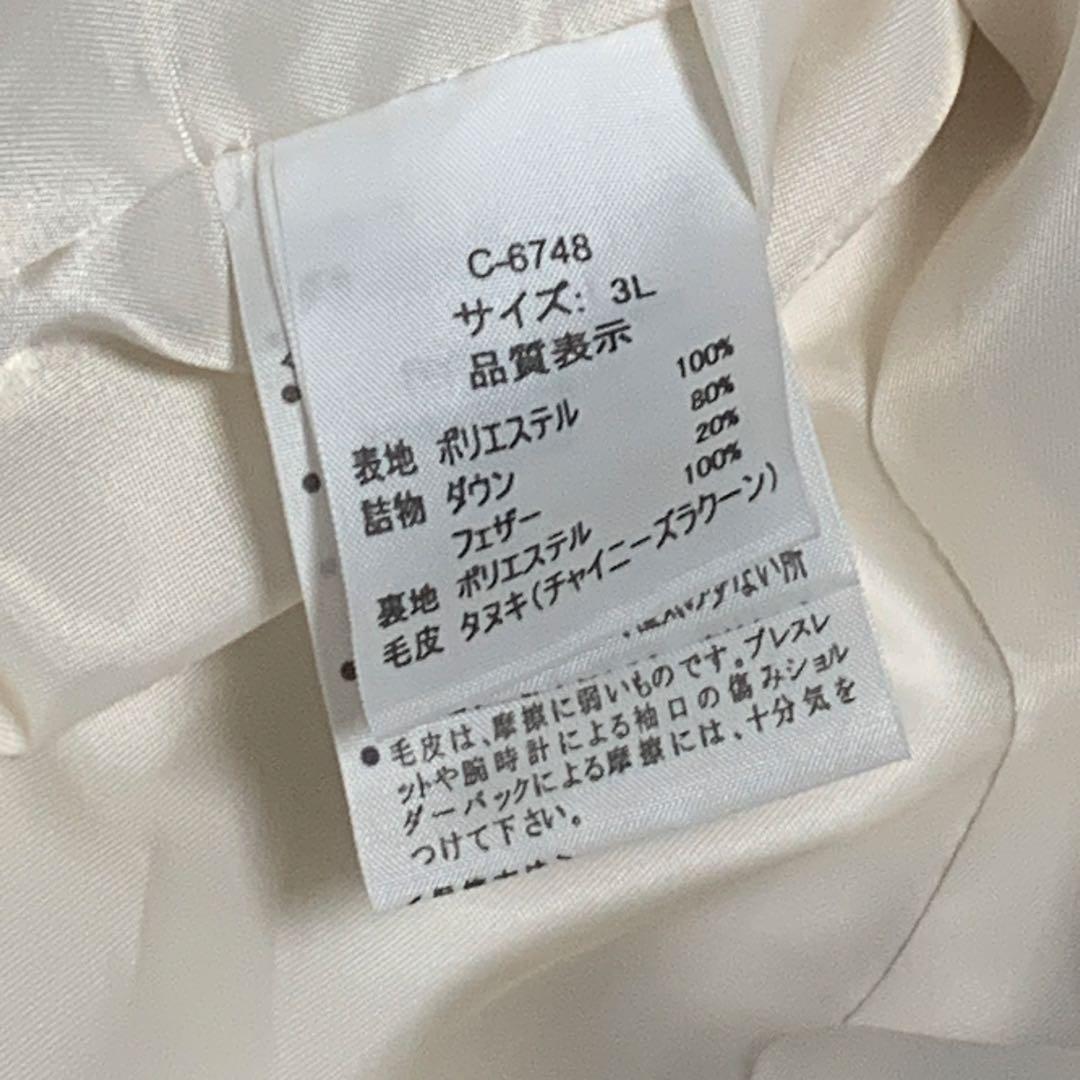 C-6748
サイズ: 3L
品質表示
表地 ポリエステル 100%
詰物 ダウン 80%
フェザー 20%
裏地 ポリエステル 100%
毛皮 タヌキ(チャイニーズラクーン)
ない所
●毛皮は、摩擦に弱いものです。ブレスレ
ットや腕時計による袖口の傷みショル
ダーバックによる摩擦には、十分気を
つけて下さい。